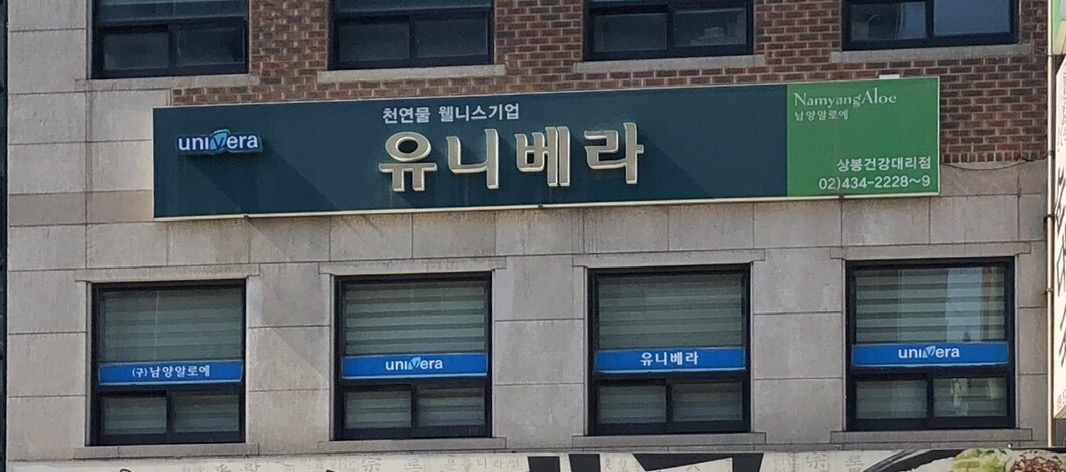 천연물 웰니스기업
univera
유니베라
NamyangAloe
남양알로에
상봉건강대리점
02)434-2228~9
(구)남양알로에
univera
유니베라
univera